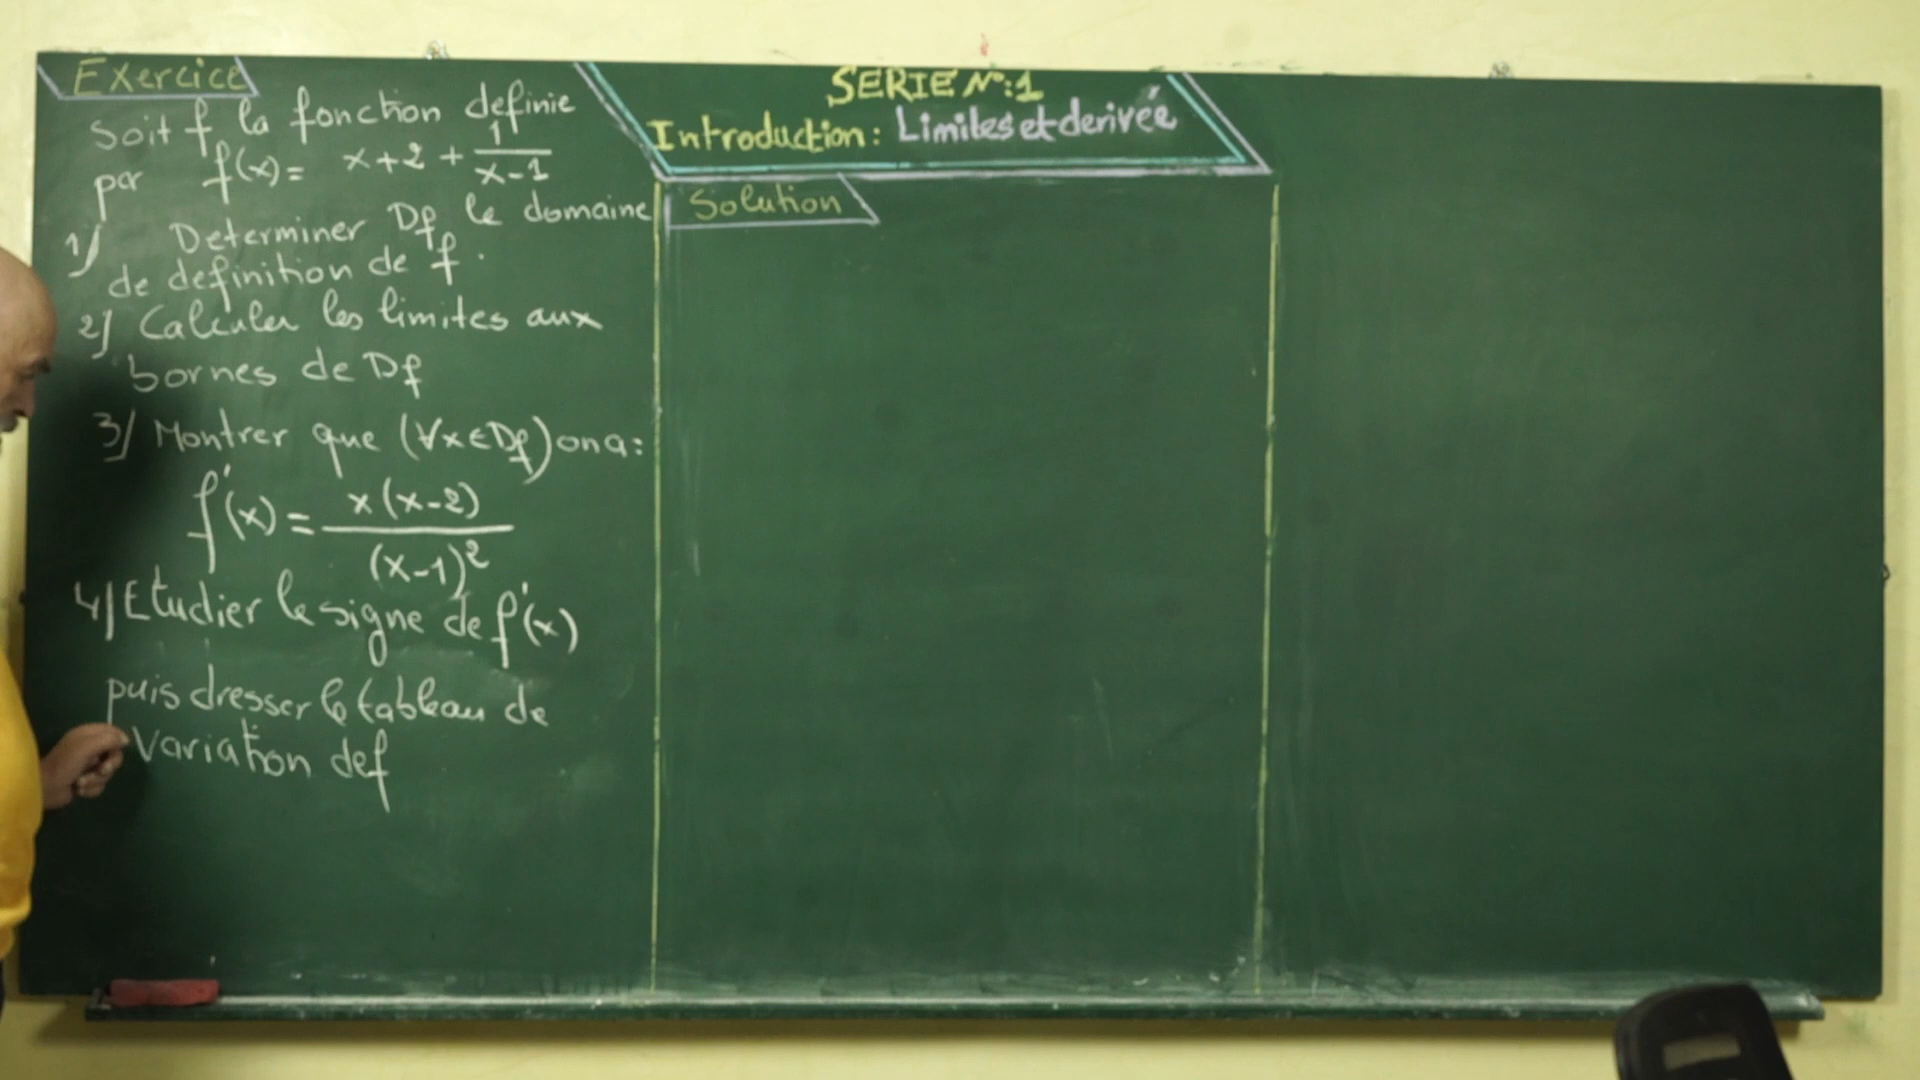 Exercice
Soit f la fonction definie
par f(x) = x+2 + 1/(x-1)
1/ Determiner Df le domaine
de definition de f.
2/ Calculer les limites aux
bornes de Df
3/ Montrer que (∀x∈Df) on a:
f'(x) = x(x-2)/(x-1)²
4/ Etudier le signe de f'(x)
puis dresser le tableau de
variation de f
SERIE N°:1
Introduction: Limites et derivée
Solution